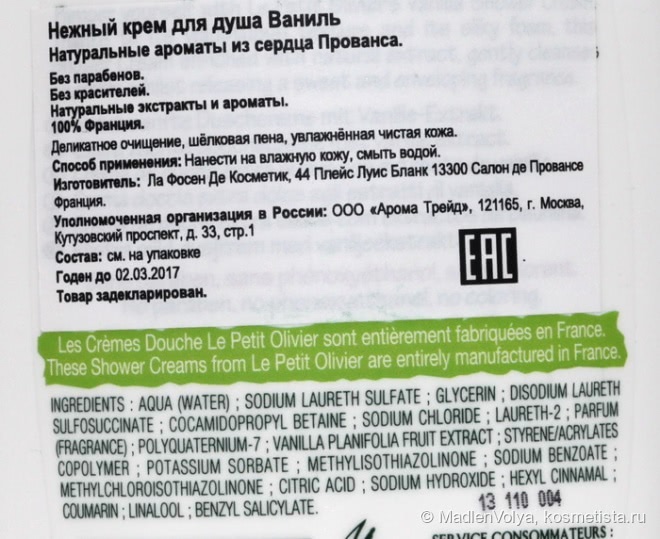 Нежный крем для душа Ваниль
Натуральные ароматы из сердца Прованса.
Без парабенов.
Без красителей.
Натуральные экстракты и ароматы.
100% Франция.
Деликатное очищение, шёлковая пена, увлажнённая чистая кожа.
Способ применения: Нанести на влажную кожу, смыть водой.
Изготовитель: Ла Фосен Де Косметик, 44 Плейс Луис Бланк 13300 Салон де Провансе
Франция.
Уполномоченная организация в России: ООО «Арома Трейд», 121165, г. Москва,
Кутузовский проспект, д. 33, стр.1
Состав: см. на упаковке
Годен до 02.03.2017
Товар задекларирован.
EAC
Les Crèmes Douche Le Petit Olivier sont entièrement fabriquées en France.
These Shower Creams from Le Petit Olivier are entirely manufactured in France.
INGREDIENTS : AQUA (WATER) ; SODIUM LAURETH SULFATE ; GLYCERIN ; DISODIUM LAURETH
SULFOSUCCINATE ; COCAMIDOPROPYL BETAINE ; SODIUM CHLORIDE ; LAURETH-2 ; PARFUM
(FRAGRANCE) ; POLYQUATERNIUM-7 ; VANILLA PLANIFOLIA FRUIT EXTRACT ; STYRENE/ACRYLATES
COPOLYMER ; POTASSIUM SORBATE ; METHYLISOTHIAZOLINONE ; SODIUM BENZOATE ;
METHYLCHLOROISOTHIAZOLINONE ; CITRIC ACID ; SODIUM HYDROXIDE ; HEXYL CINNAMAL ;
COUMARIN ; LINALOOL ; BENZYL SALICYLATE.
13 110 004
© MadlenVolya, kosmetista.ru
SERVICE CONSOMMATEURS :